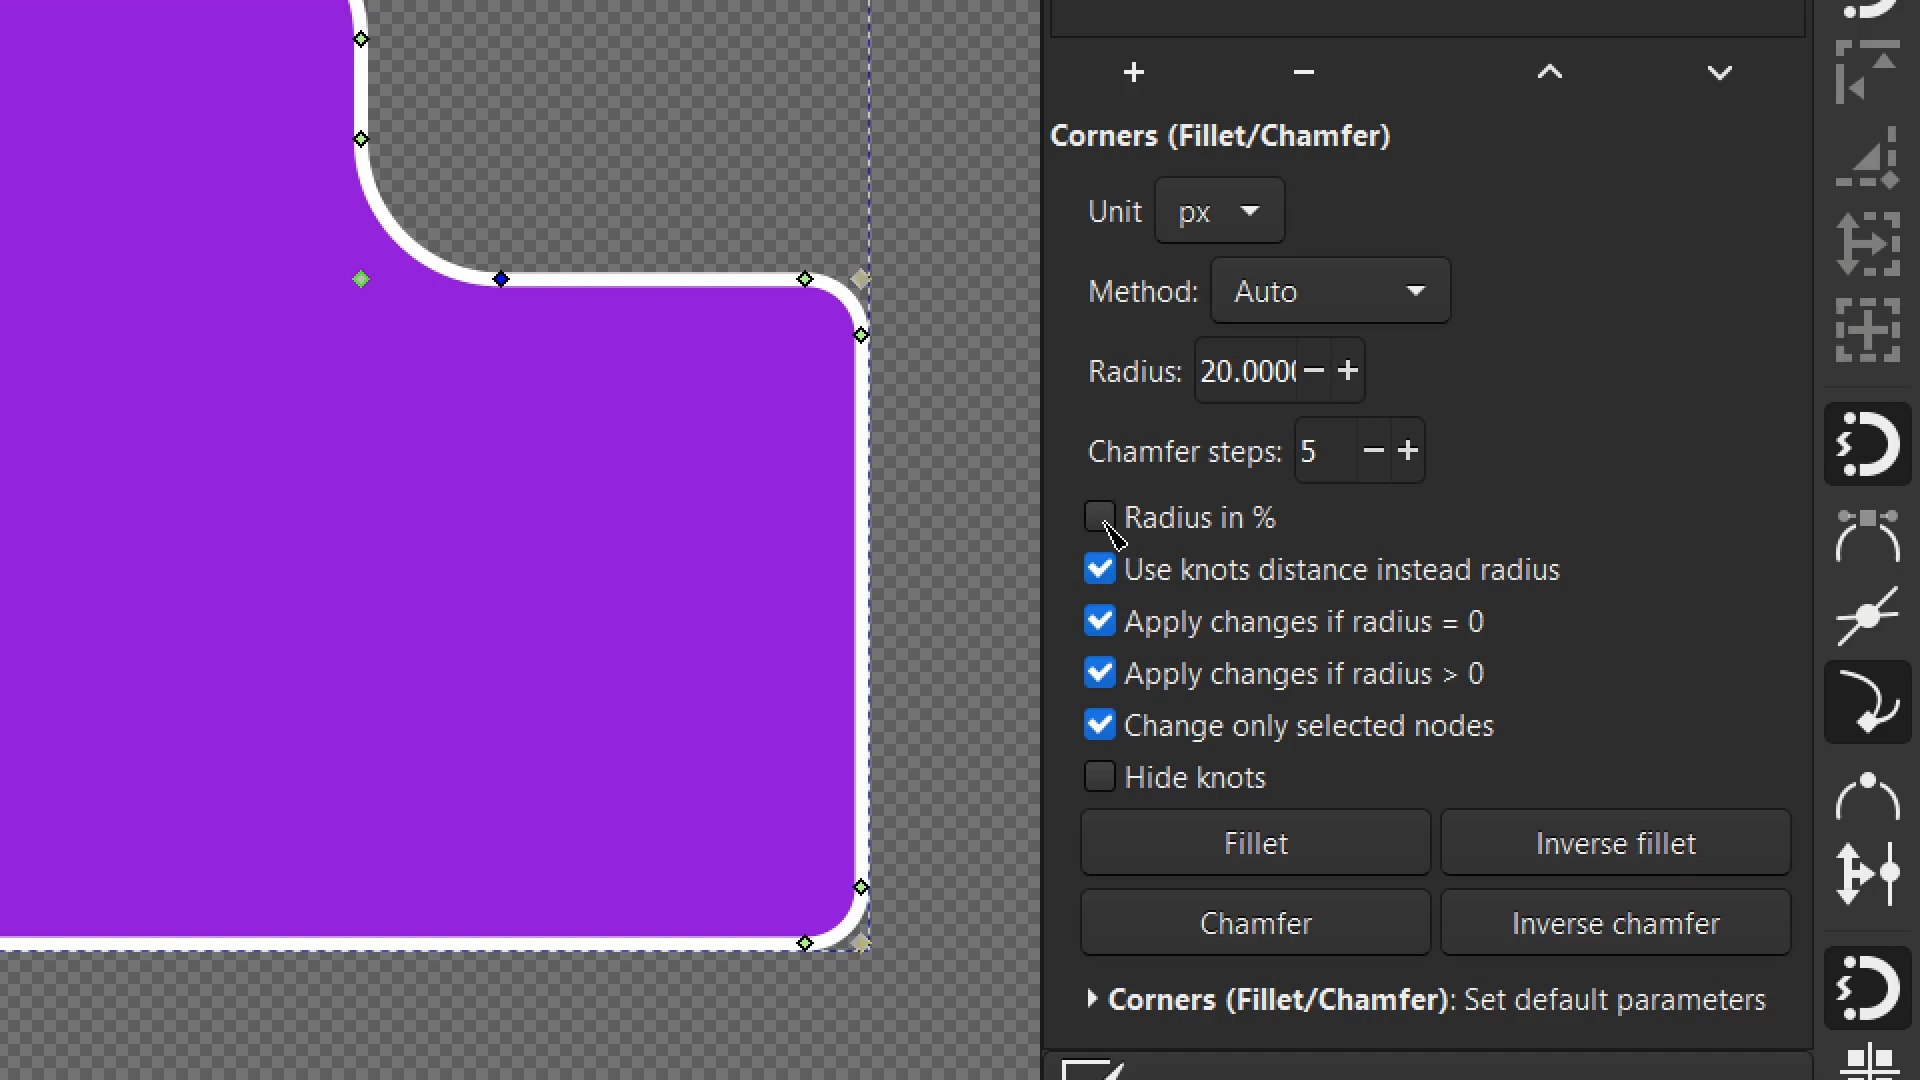 Corners (Fillet/Chamfer)
Unit px
Method: Auto
Radius: 20.000
Chamfer steps: 5
Radius in %
Use knots distance instead radius
Apply changes if radius = 0
Apply changes if radius > 0
Change only selected nodes
Hide knots
Fillet Inverse fillet
Chamfer Inverse chamfer
Corners (Fillet/Chamfer): Set default parameters